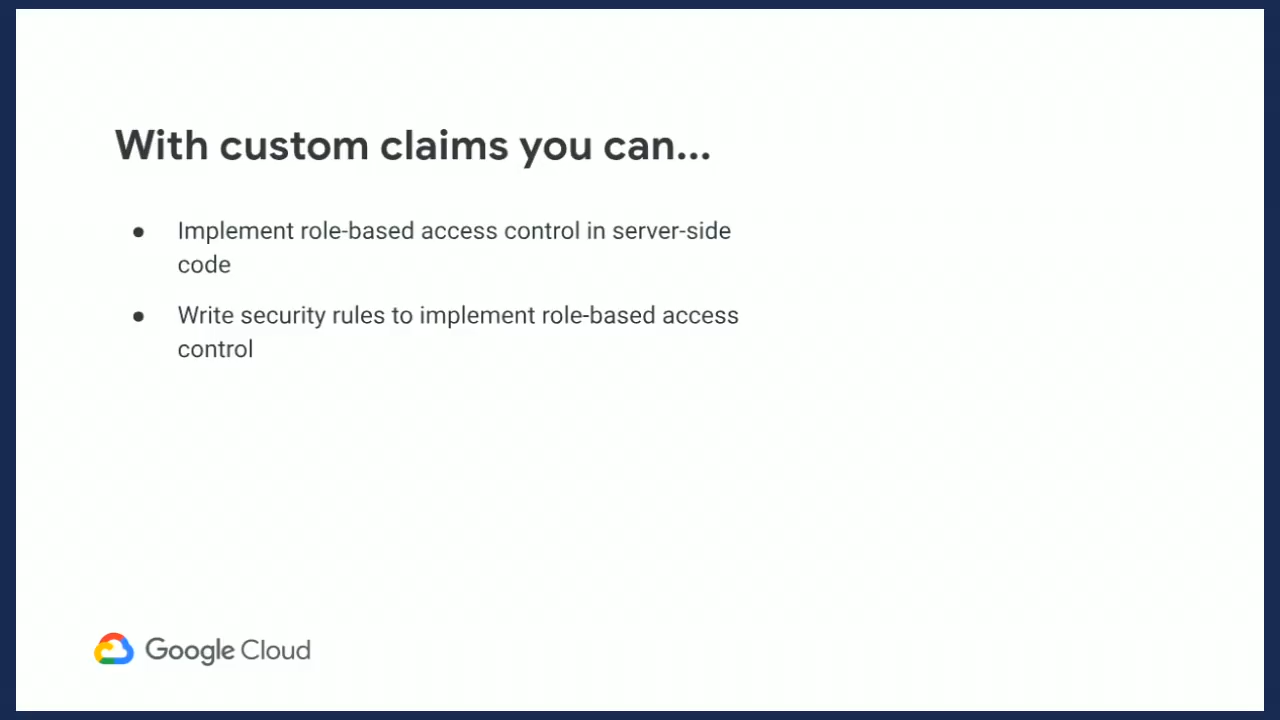 With custom claims you can...
● Implement role-based access control in server-side
code
● Write security rules to implement role-based access
control
Google Cloud